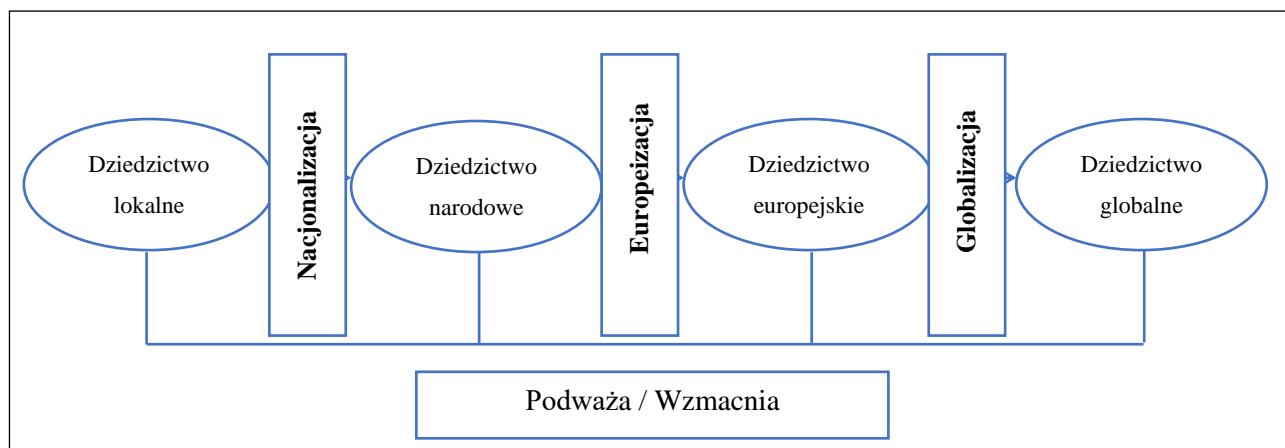 Dziedzictwo
lokalne
Nacjonalizacja
Dziedzictwo
narodowe
Europeizacja
Dziedzictwo
europejskie
Globalizacja
Dziedzictwo
globalne
Podważa / Wzmacnia